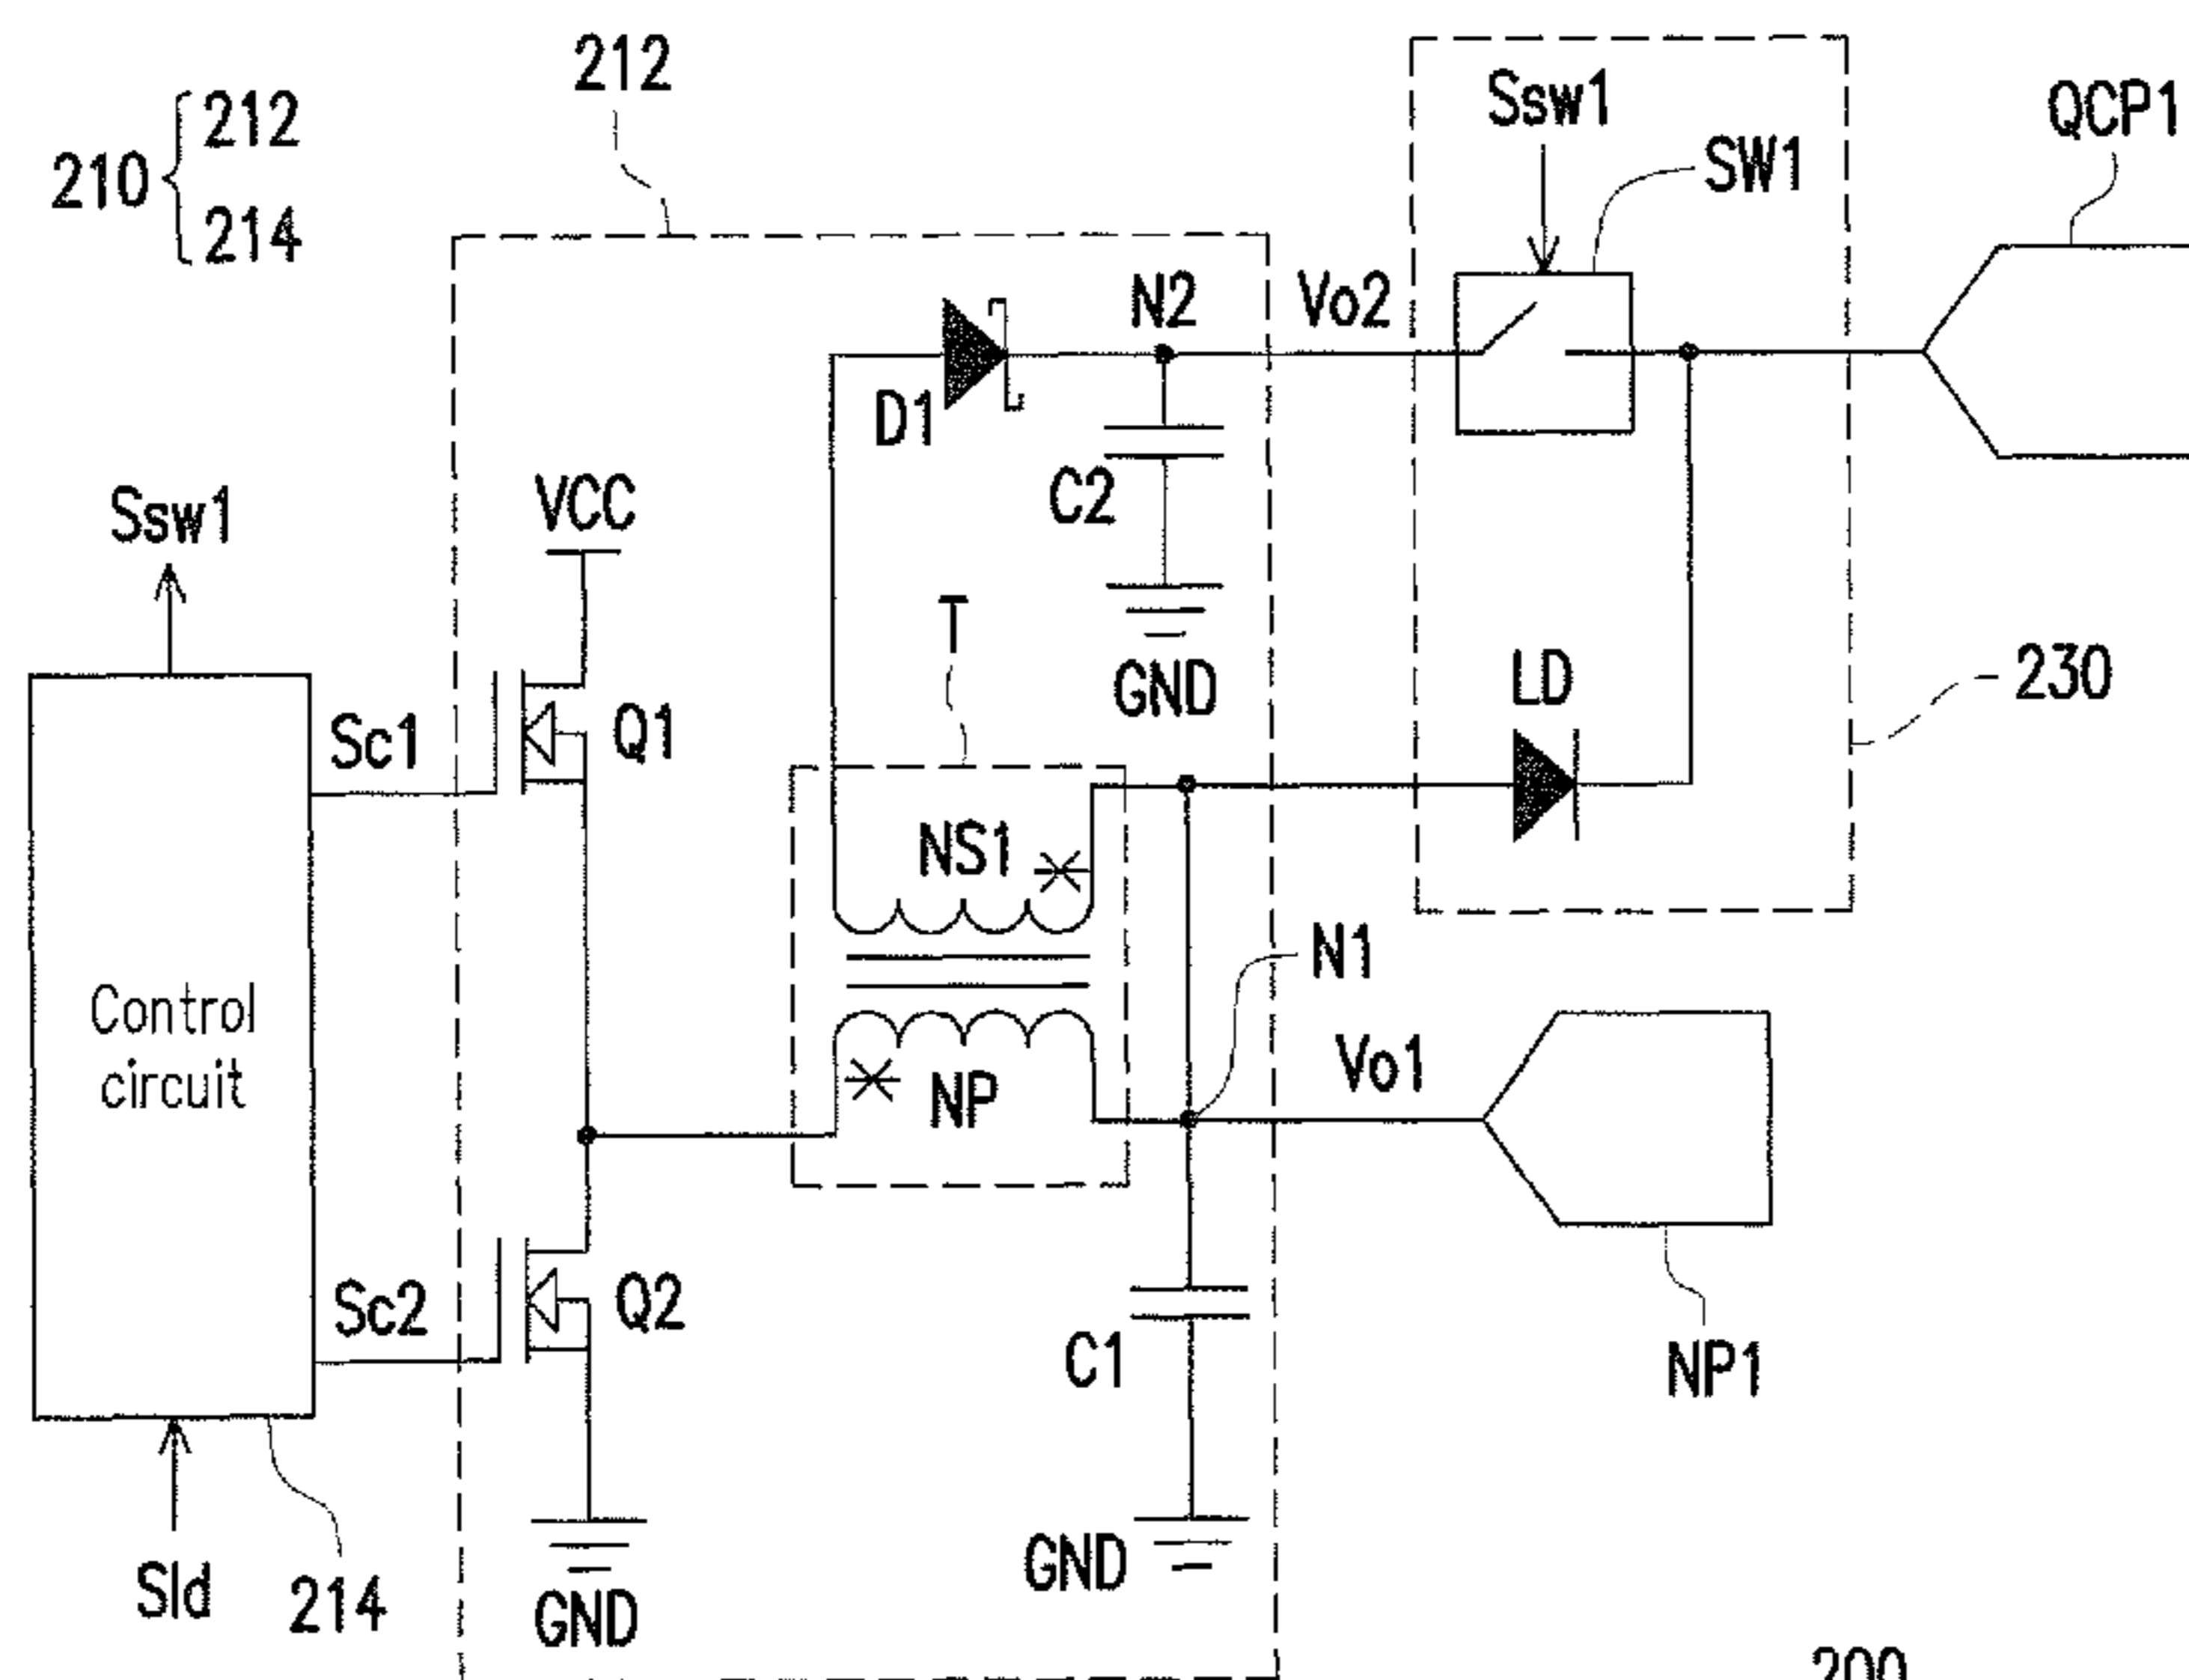 212
210 { 212
214
Ssw1
SW1
QCP1
N2
Vo2
D1
C2
GND
Ssw1
VCC
T
LD
230
Sc1
Q1
NS1
N1
Control
circuit
NP
Vo1
Sc2
Q2
C1
NP1
GND
GND
Sld
214
200